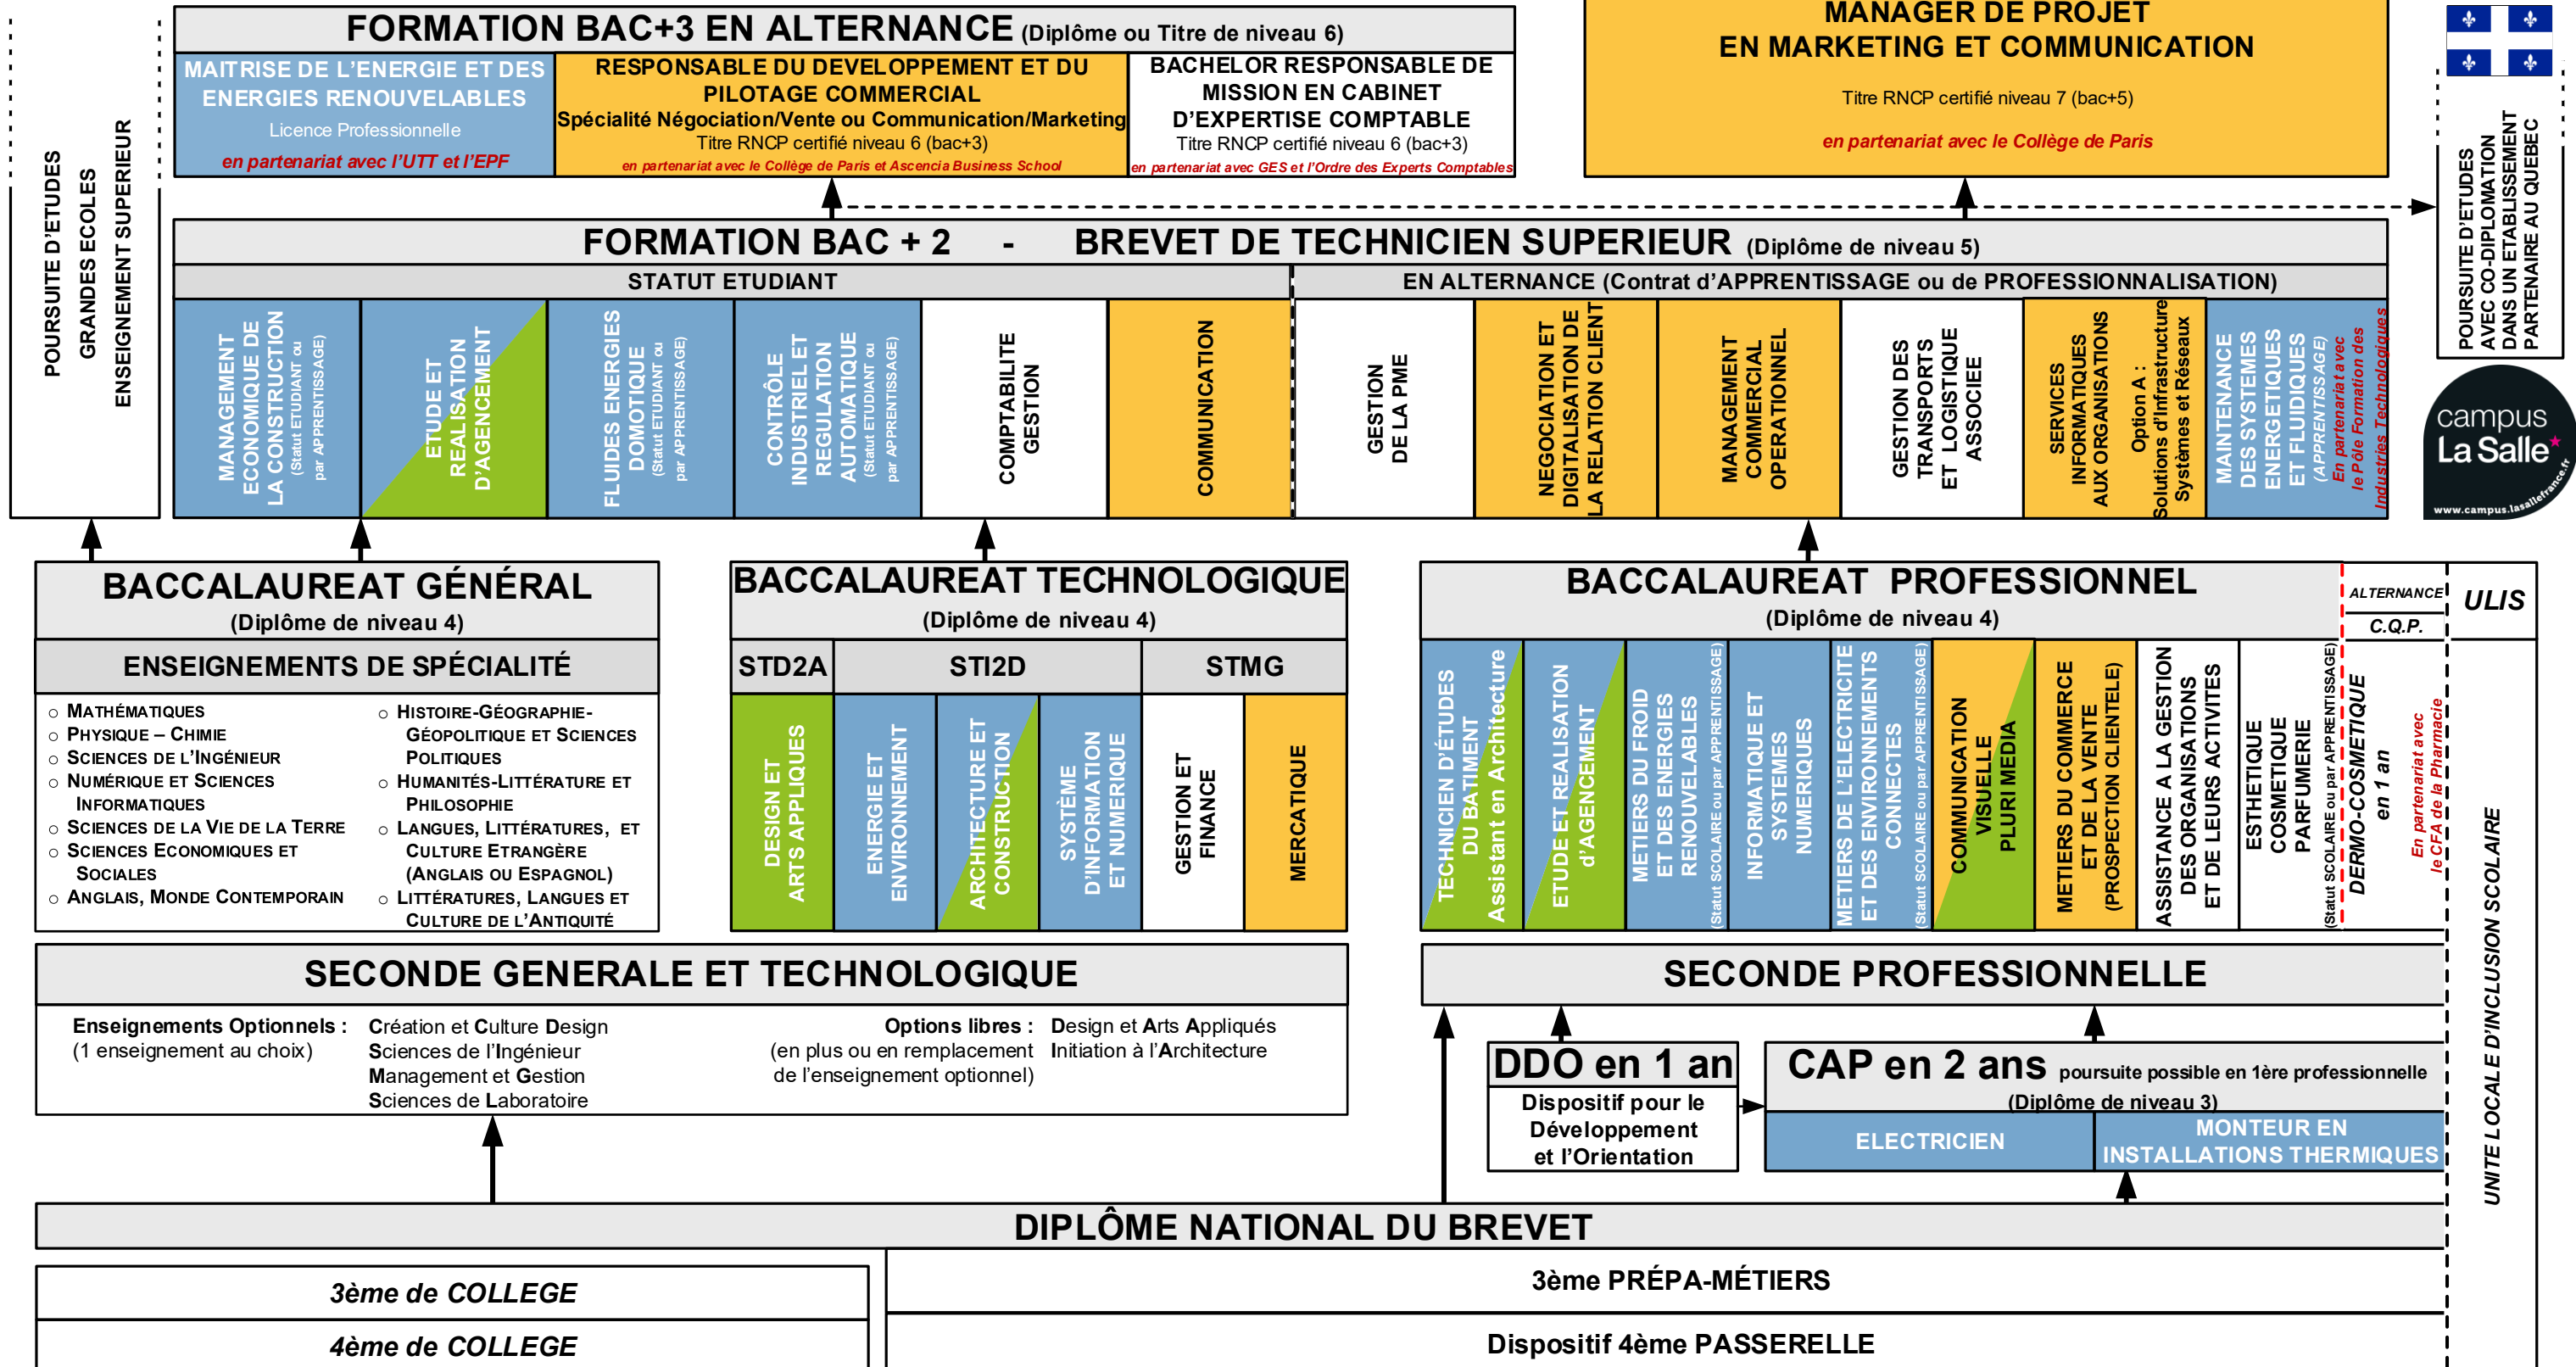 FORMATION BAC+3 EN ALTERNANCE (Diplôme ou Titre de niveau 6)
MAITRISE DE L'ENERGIE ET DES
ENERGIES RENOUVELABLES
Licence Professionnelle
en partenariat avec l'UTT et l'EPF
RESPONSABLE DU DEVELOPPEMENT ET DU
PILOTAGE COMMERCIAL
Spécialité Négociation/Vente ou Communication/Marketing
Titre RNCP certifié niveau 6 (bac+3)
en partenariat avec le Collège de Paris et Ascencia Business School
BACHELOR RESPONSABLE DE
MISSION EN CABINET
D'EXPERTISE COMPTABLE
Titre RNCP certifié niveau 6 (bac+3)
en partenariat avec GES et l'Ordre des Experts Comptables
MANAGER DE PROJET
EN MARKETING ET COMMUNICATION
Titre RNCP certifié niveau 7 (bac+5)
en partenariat avec le Collège de Paris
POURSUITE D'ETUDES
GRANDES ECOLES
ENSEIGNEMENT SUPERIEUR
POURSUITE D'ETUDES
AVEC CO-DIPLOMATION
DANS UN ETABLISSEMENT
PARTENAIRE AU QUEBEC
campus
La Salle
www.campus.lasallefrance.fr
FORMATION BAC + 2 - BREVET DE TECHNICIEN SUPERIEUR (Diplôme de niveau 5)
STATUT ETUDIANT
EN ALTERNANCE (Contrat d'APPRENTISSAGE ou de PROFESSIONNALISATION)
MANAGEMENT
ECONOMIQUE DE
LA CONSTRUCTION
(Statut ETUDIANT ou
par APPRENTISSAGE)
ETUDE ET
REALISATION
D'AGENCEMENT
FLUIDES ENERGIES
DOMOTIQUE
(Statut ETUDIANT ou
par APPRENTISSAGE)
CONTRÔLE
INDUSTRIEL ET
REGULATION
AUTOMATIQUE
(Statut ETUDIANT ou
par APPRENTISSAGE)
COMPTABILITE
GESTION
COMMUNICATION
GESTION
DE LA PME
NEGOCIATION ET
DIGITALISATION DE
LA RELATION CLIENT
MANAGEMENT
COMMERCIAL
OPERATIONNEL
GESTION DES
TRANSPORTS
ET LOGISTIQUE
ASSOCIEE
SERVICES
INFORMATIQUES
AUX ORGANISATIONS
Option A :
Solutions d'Infrastructure
Systèmes et Réseaux
MAINTENANCE
DES SYSTEMES
ENERGETIQUES
ET FLUIDIQUES
(APPRENTISSAGE)
En partenariat avec
le Pôle Formation des
Industries Technologiques
BACCALAUREAT GÉNÉRAL
(Diplôme de niveau 4)
ENSEIGNEMENTS DE SPÉCIALITÉ
○ MATHÉMATIQUES
○ PHYSIQUE – CHIMIE
○ SCIENCES DE L'INGÉNIEUR
○ NUMÉRIQUE ET SCIENCES
INFORMATIQUES
○ SCIENCES DE LA VIE DE LA TERRE
○ SCIENCES ECONOMIQUES ET
SOCIALES
○ ANGLAIS, MONDE CONTEMPORAIN
○ HISTOIRE-GÉOGRAPHIE-
GÉOPOLITIQUE ET SCIENCES
POLITIQUES
○ HUMANITÉS-LITTÉRATURE ET
PHILOSOPHIE
○ LANGUES, LITTÉRATURES, ET
CULTURE ETRANGÈRE
(ANGLAIS OU ESPAGNOL)
○ LITTÉRATURES, LANGUES ET
CULTURE DE L'ANTIQUITÉ
BACCALAUREAT TECHNOLOGIQUE
(Diplôme de niveau 4)
STD2A
STI2D
STMG
DESIGN ET
ARTS APPLIQUES
ENERGIE ET
ENVIRONNEMENT
ARCHITECTURE ET
CONSTRUCTION
SYSTÈME
D'INFORMATION
ET NUMERIQUE
GESTION ET
FINANCE
MERCATIQUE
BACCALAUREAT PROFESSIONNEL
(Diplôme de niveau 4)
TECHNICIEN D'ÉTUDES
DU BATIMENT
Assistant en Architecture
ETUDE ET REALISATION
d'AGENCEMENT
METIERS DU FROID
ET DES ENERGIES
RENOUVELABLES
(Statut SCOLAIRE ou par APPRENTISSAGE)
INFORMATIQUE ET
SYSTEMES
NUMERIQUES
METIERS DE L'ELECTRICITE
ET DES ENVIRONNEMENTS
CONNECTES
(Statut SCOLAIRE ou par APPRENTISSAGE)
COMMUNICATION
VISUELLE
PLURI MEDIA
METIERS DU COMMERCE
ET DE LA VENTE
(PROSPECTION CLIENTELE)
ASSISTANCE A LA GESTION
DES ORGANISATIONS
ET DE LEURS ACTIVITES
ESTHETIQUE
COSMETIQUE
PARFUMERIE
(Statut SCOLAIRE ou par APPRENTISSAGE)
ALTERNANCE
C.Q.P.
DERMO-COSMETIQUE
en 1 an
En partenariat avec
le CFA de la Pharmacie
ULIS
UNITE LOCALE D'INCLUSION SCOLAIRE
SECONDE GENERALE ET TECHNOLOGIQUE
Enseignements Optionnels :
(1 enseignement au choix)
Création et Culture Design
Sciences de l'Ingénieur
Management et Gestion
Sciences de Laboratoire
Options libres :
(en plus ou en remplacement
de l'enseignement optionnel)
Design et Arts Appliqués
Initiation à l'Architecture
SECONDE PROFESSIONNELLE
DDO en 1 an
Dispositif pour le
Développement
et l'Orientation
CAP en 2 ans poursuite possible en 1ère professionnelle
(Diplôme de niveau 3)
ELECTRICIEN
MONTEUR EN
INSTALLATIONS THERMIQUES
DIPLÔME NATIONAL DU BREVET
3ème de COLLEGE
4ème de COLLEGE
3ème PRÉPA-MÉTIERS
Dispositif 4ème PASSERELLE